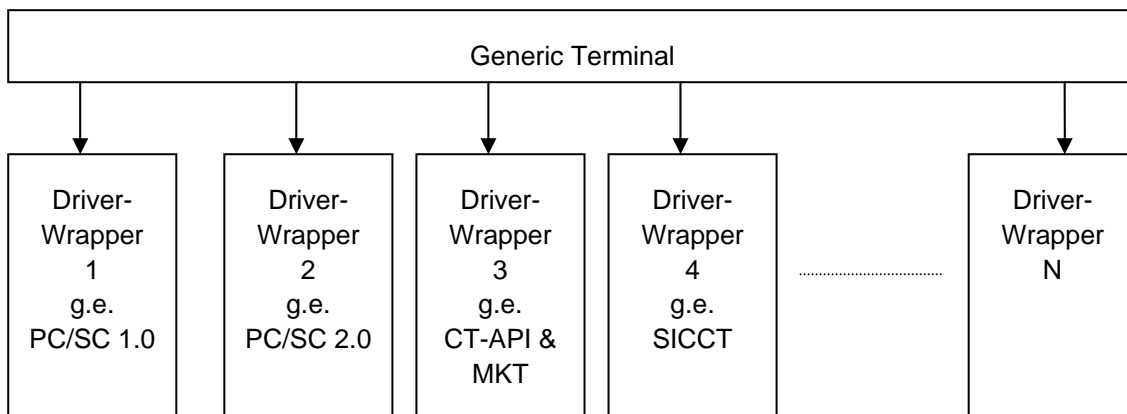 Generic Terminal
Driver-
Wrapper
1
g.e.
PC/SC 1.0
Driver-
Wrapper
2
g.e.
PC/SC 2.0
Driver-
Wrapper
3
g.e.
CT-API &
MKT
Driver-
Wrapper
4
g.e.
SICCT
Driver-
Wrapper
N